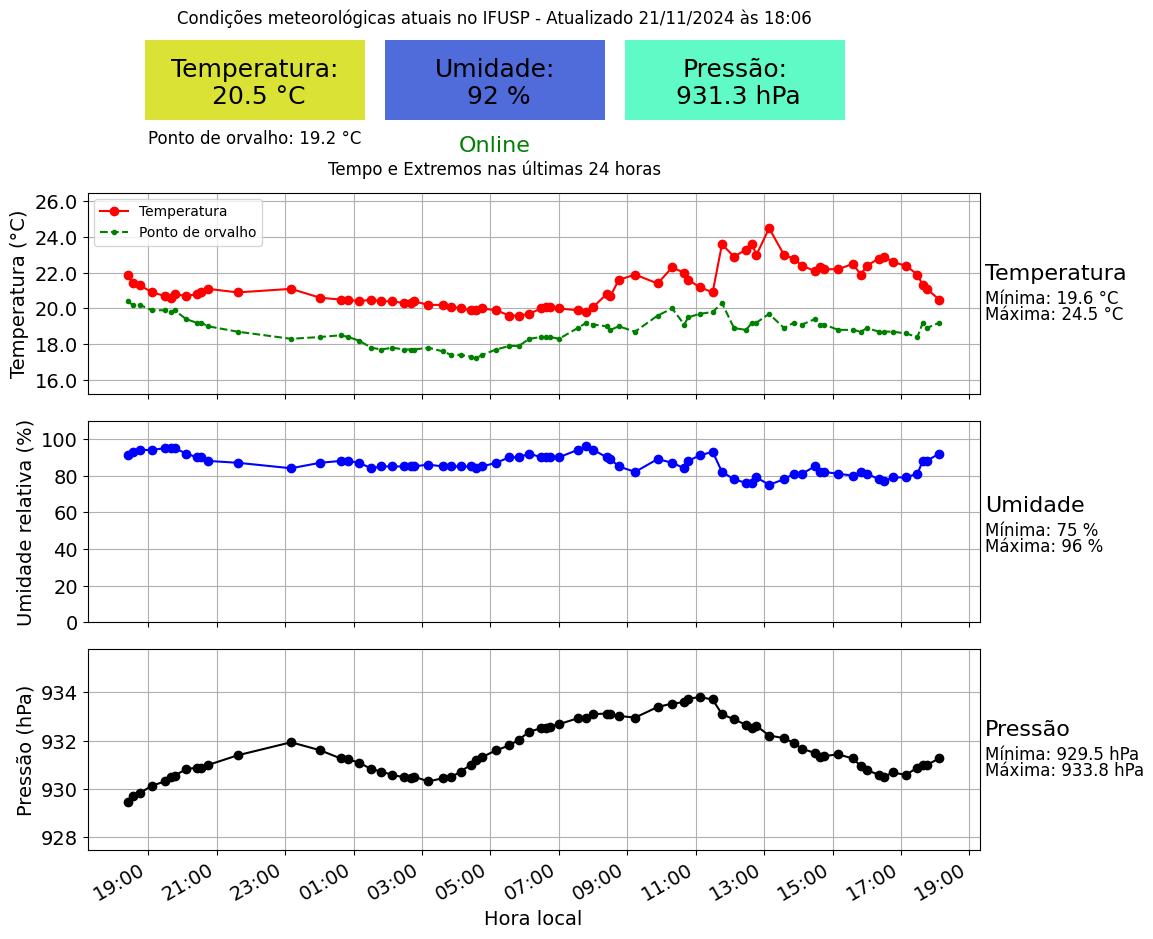 Condições meteorológicas atuais no IFUSP - Atualizado 21/11/2024 às 18:06
Temperatura:
20.5 °C
Umidade:
92 %
Pressão:
931.3 hPa
Ponto de orvalho: 19.2 °C
Online
Tempo e Extremos nas últimas 24 horas
Temperatura (°C)
26.0
24.0
22.0
20.0
18.0
16.0
Temperatura
Ponto de orvalho
Temperatura
Mínima: 19.6 °C
Máxima: 24.5 °C
Umidade relativa (%)
100
80
60
40
20
0
Umidade
Mínima: 75 %
Máxima: 96 %
Pressão (hPa)
934
932
930
928
Pressão
Mínima: 929.5 hPa
Máxima: 933.8 hPa
19:00 21:00 23:00 01:00 03:00 05:00 07:00 09:00 11:00 13:00 15:00 17:00 19:00
Hora local